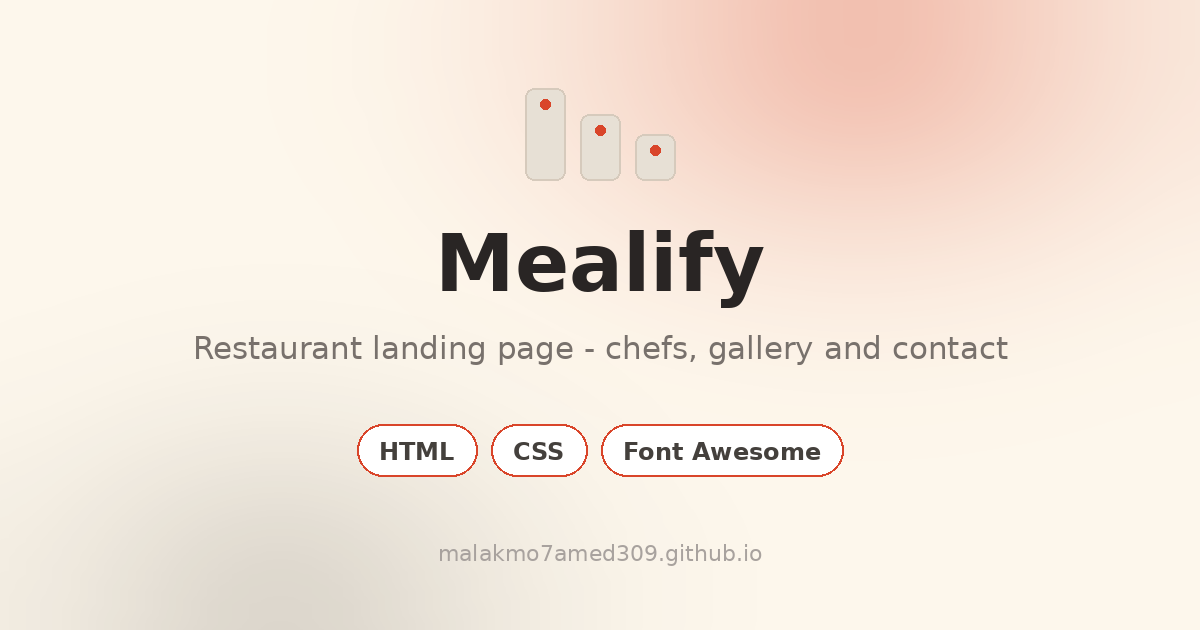 Mealify
Restaurant landing page - chefs, gallery and contact
HTML CSS Font Awesome
malakmo7amed309.github.io